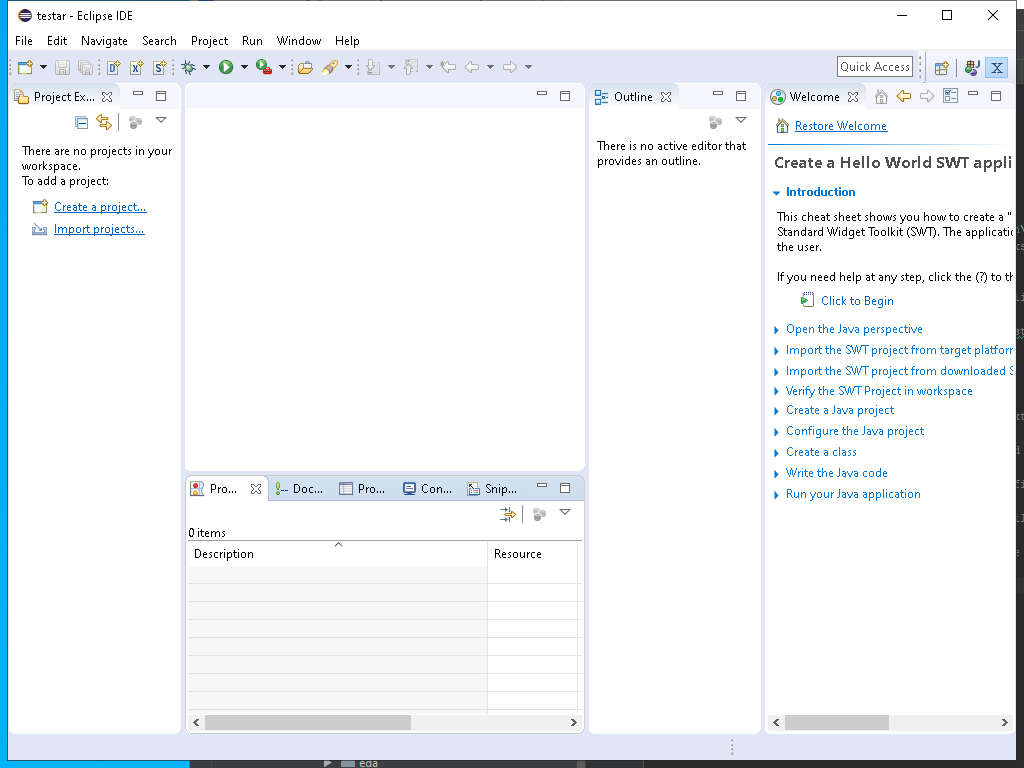 testar - Eclipse IDE
File Edit Navigate Search Project Run Window Help
Quick Access
Project Ex...
There are no projects in your
workspace.
To add a project:
Create a project...
Import projects...
Outline
There is no active editor that
provides an outline.
Welcome
Restore Welcome
Create a Hello World SWT appli
Introduction
This cheat sheet shows you how to create a "
Standard Widget Toolkit (SWT). The applicatio
the user.
If you need help at any step, click the (?) to th
Click to Begin
Open the Java perspective
Import the SWT project from target platform
Import the SWT project from downloaded S
Verify the SWT Project in workspace
Create a Java project
Configure the Java project
Create a class
Write the Java code
Run your Java application
Pro... Doc... Pro... Con... Snip...
0 items
Description Resource
eda